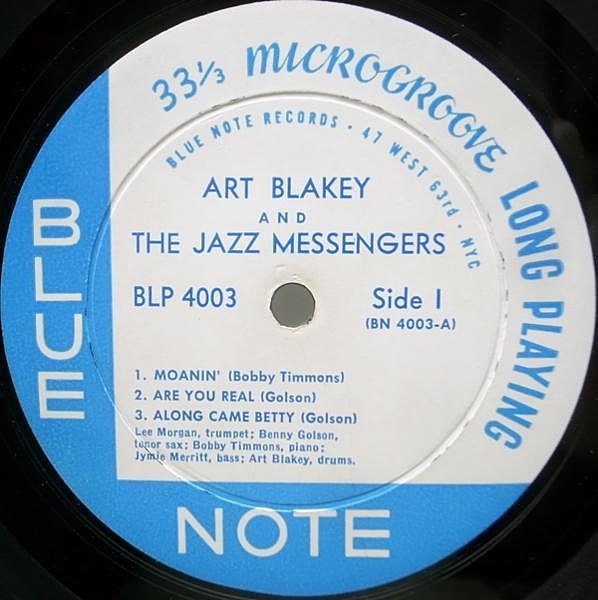 33⅓ MICROGROOVE LONG PLAYING
BLUE NOTE RECORDS • 47 WEST 63rd • NYC
ART BLAKEY
AND
THE JAZZ MESSENGERS
BLP 4003
Side 1
(BN 4003-A)
1. MOANIN' (Bobby Timmons)
2. ARE YOU REAL (Golson)
3. ALONG CAME BETTY (Golson)
Lee Morgan, trumpet; Benny Golson,
tenor sax; Bobby Timmons, piano;
Jymie Merritt, bass; Art Blakey, drums.
BLUE
NOTE